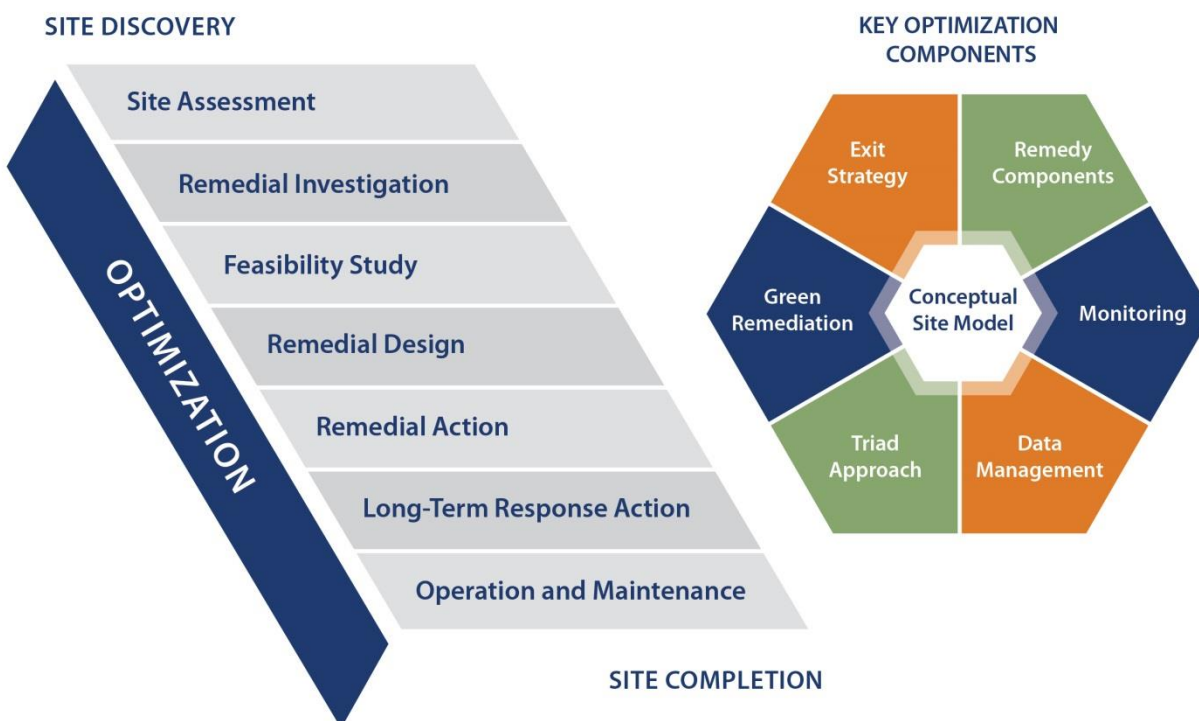 SITE DISCOVERY
Site Assessment
Remedial Investigation
Feasibility Study
Remedial Design
Remedial Action
Long-Term Response Action
Operation and Maintenance
OPTIMIZATION
SITE COMPLETION
KEY OPTIMIZATION
COMPONENTS
Exit
Strategy
Remedy
Components
Green
Remediation
Conceptual
Site Model
Monitoring
Triad
Approach
Data
Management